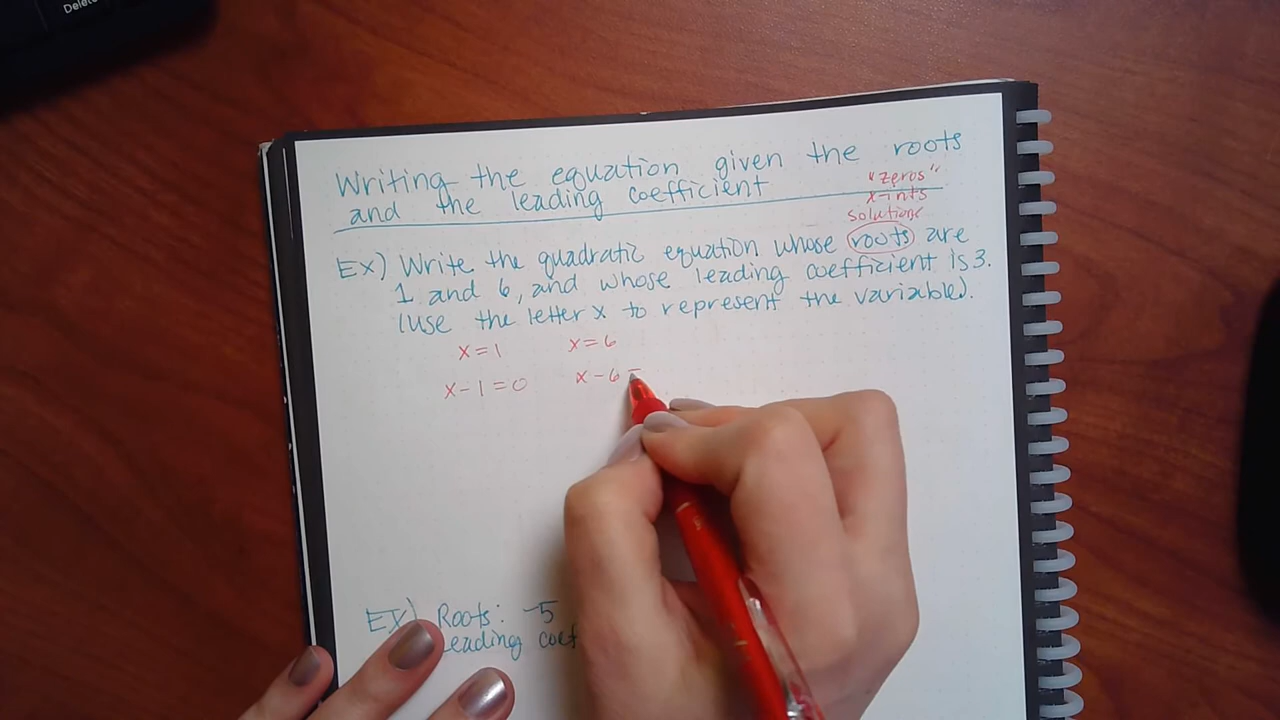 Delete
Writing the equation given the roots
and the leading coefficient
"zeros"
x-ints
solutions
Ex) Write the quadratic equation whose roots are
1 and 6, and whose leading coefficient is 3.
(use the letter x to represent the variable).
x=1 x=6
x-1=0 x-6=
Ex) Roots: -5
Leading coef